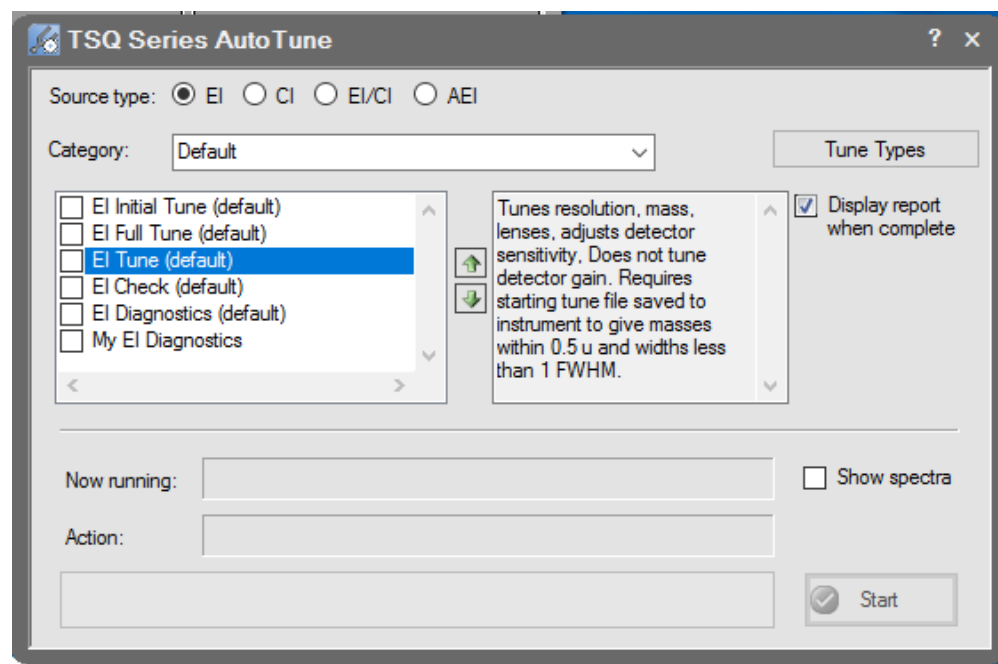 TSQ Series AutoTune
? ×
Source type: EI CI EI/CI AEI
Category: Default
Tune Types
EI Initial Tune (default)
EI Full Tune (default)
EI Tune (default)
EI Check (default)
EI Diagnostics (default)
My EI Diagnostics
Tunes resolution, mass,
lenses, adjusts detector
sensitivity, Does not tune
detector gain. Requires
starting tune file saved to
instrument to give masses
within 0.5 u and widths less
than 1 FWHM.
Display report
when complete
Now running:
Show spectra
Action:
Start